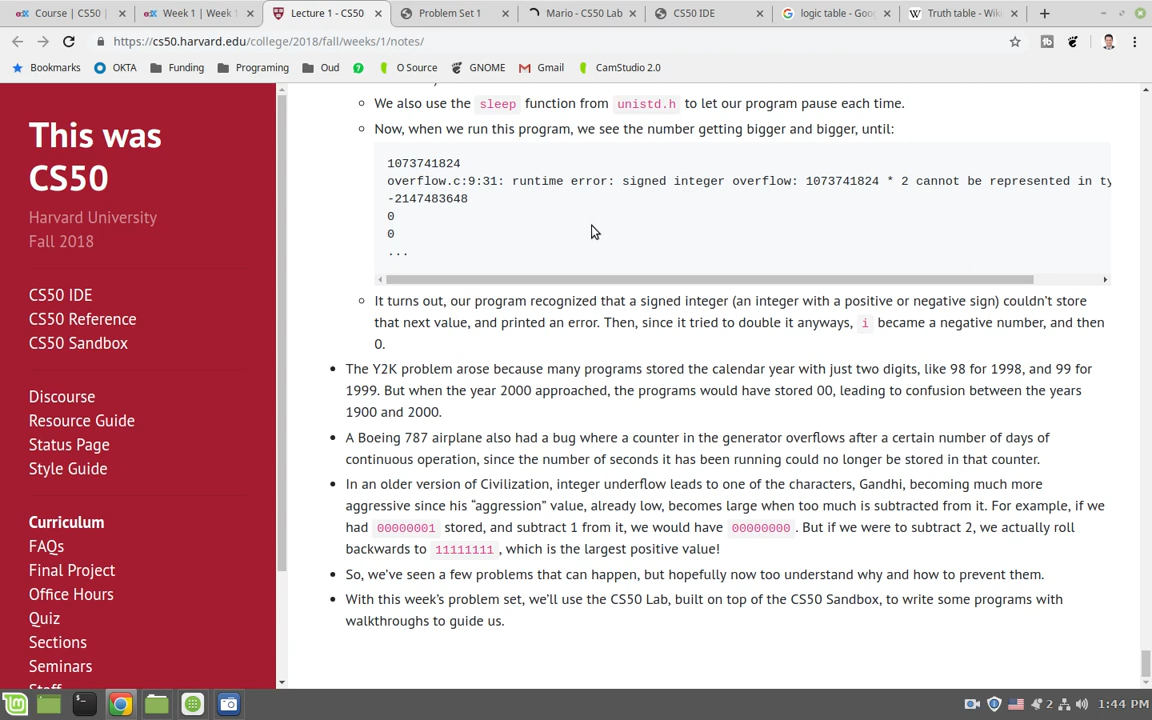 Course | CS50 |
Week 1 | Week 1
Lecture 1 - CS50
Problem Set 1
Mario - CS50 Lab
CS50 IDE
logic table - Goo
Truth table - Wik
https://cs50.harvard.edu/college/2018/fall/weeks/1/notes/
Bookmarks
OKTA
Funding
Programing
Oud
O Source
GNOME
Gmail
CamStudio 2.0
This was
CS50
Harvard University
Fall 2018
CS50 IDE
CS50 Reference
CS50 Sandbox
Discourse
Resource Guide
Status Page
Style Guide
Curriculum
FAQs
Final Project
Office Hours
Quiz
Sections
Seminars
We also use the sleep function from unistd.h to let our program pause each time.
Now, when we run this program, we see the number getting bigger and bigger, until:
1073741824
overflow.c:9:31: runtime error: signed integer overflow: 1073741824 * 2 cannot be represented in ty
-2147483648
0
0
...
It turns out, our program recognized that a signed integer (an integer with a positive or negative sign) couldn't store
that next value, and printed an error. Then, since it tried to double it anyways, i became a negative number, and then
0.
The Y2K problem arose because many programs stored the calendar year with just two digits, like 98 for 1998, and 99 for
1999. But when the year 2000 approached, the programs would have stored 00, leading to confusion between the years
1900 and 2000.
A Boeing 787 airplane also had a bug where a counter in the generator overflows after a certain number of days of
continuous operation, since the number of seconds it has been running could no longer be stored in that counter.
In an older version of Civilization, integer underflow leads to one of the characters, Gandhi, becoming much more
aggressive since his “aggression” value, already low, becomes large when too much is subtracted from it. For example, if we
had 00000001 stored, and subtract 1 from it, we would have 00000000. But if we were to subtract 2, we actually roll
backwards to 11111111, which is the largest positive value!
So, we've seen a few problems that can happen, but hopefully now too understand why and how to prevent them.
With this week's problem set, we'll use the CS50 Lab, built on top of the CS50 Sandbox, to write some programs with
walkthroughs to guide us.
2
1:44 PM